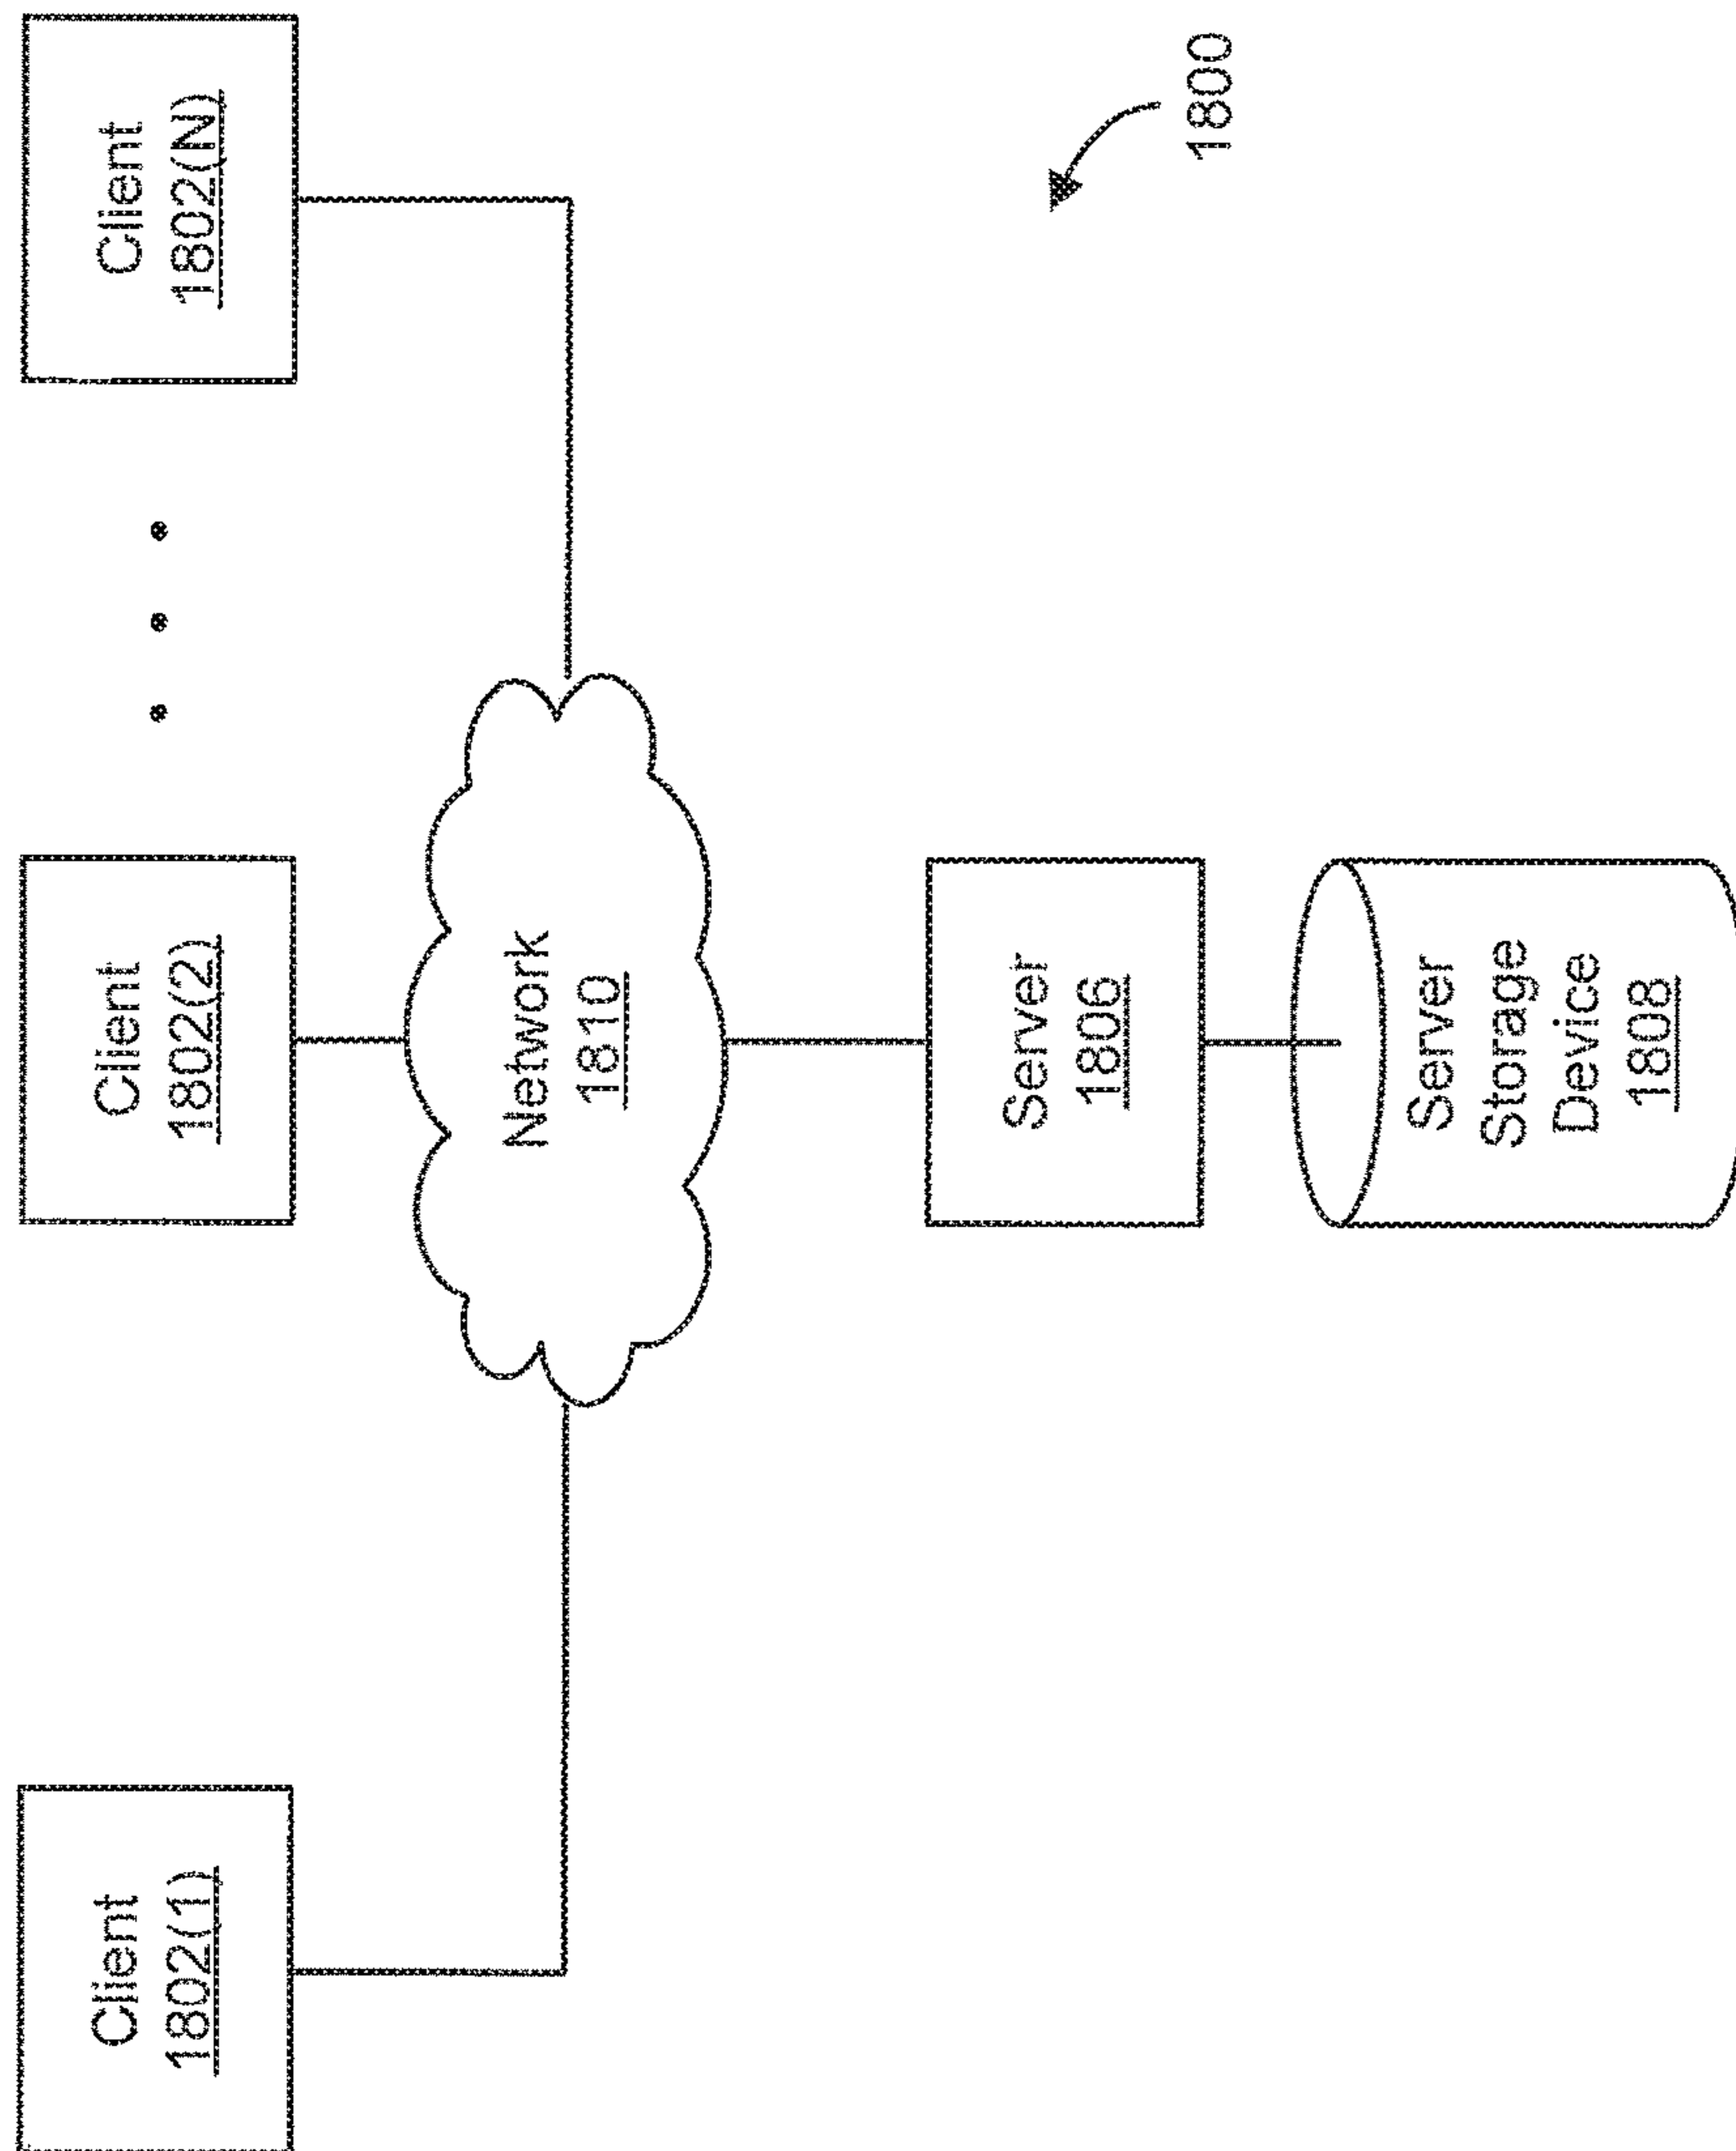 Client
1802(1)
Client
1802(2)
Client
1802(N)
Network
1810
Server
1806
Server
Storage
Device
1808
1800